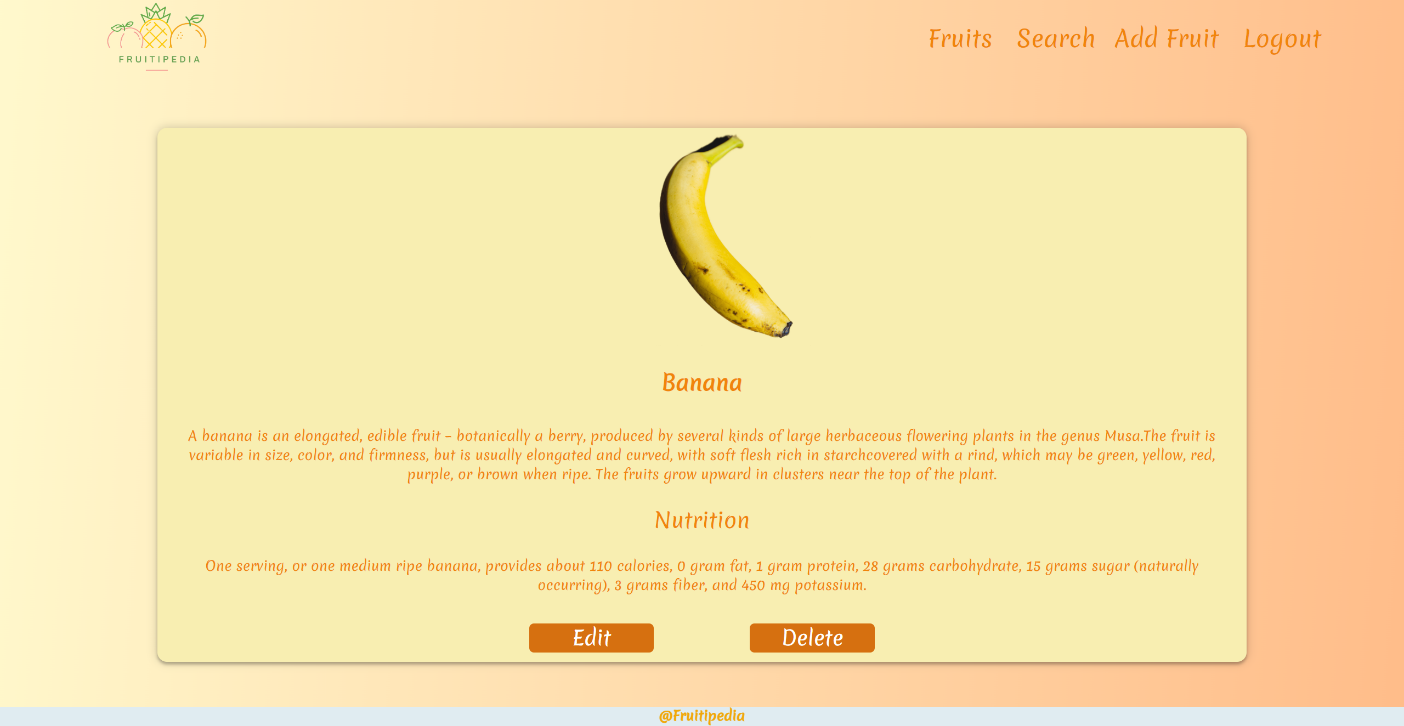 FRUITIPEDIA
Fruits Search Add Fruit Logout
Banana
A banana is an elongated, edible fruit – botanically a berry, produced by several kinds of large herbaceous flowering plants in the genus Musa.The fruit is
variable in size, color, and firmness, but is usually elongated and curved, with soft flesh rich in starchcovered with a rind, which may be green, yellow, red,
purple, or brown when ripe. The fruits grow upward in clusters near the top of the plant.
Nutrition
One serving, or one medium ripe banana, provides about 110 calories, 0 gram fat, 1 gram protein, 28 grams carbohydrate, 15 grams sugar (naturally
occurring), 3 grams fiber, and 450 mg potassium.
Edit Delete
@Fruitipedia